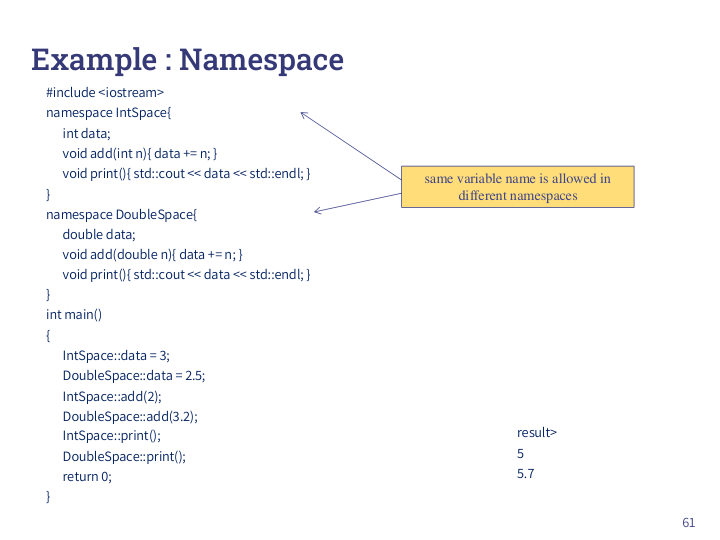 Example : Namespace
#include <iostream>
namespace IntSpace{
int data;
void add(int n){ data += n; }
void print(){ std::cout << data << std::endl; }
}
namespace DoubleSpace{
double data;
void add(double n){ data += n; }
void print(){ std::cout << data << std::endl; }
}
int main()
{
IntSpace::data = 3;
DoubleSpace::data = 2.5;
IntSpace::add(2);
DoubleSpace::add(3.2);
IntSpace::print();
DoubleSpace::print();
return 0;
}
same variable name is allowed in
different namespaces
result>
5
5.7
61